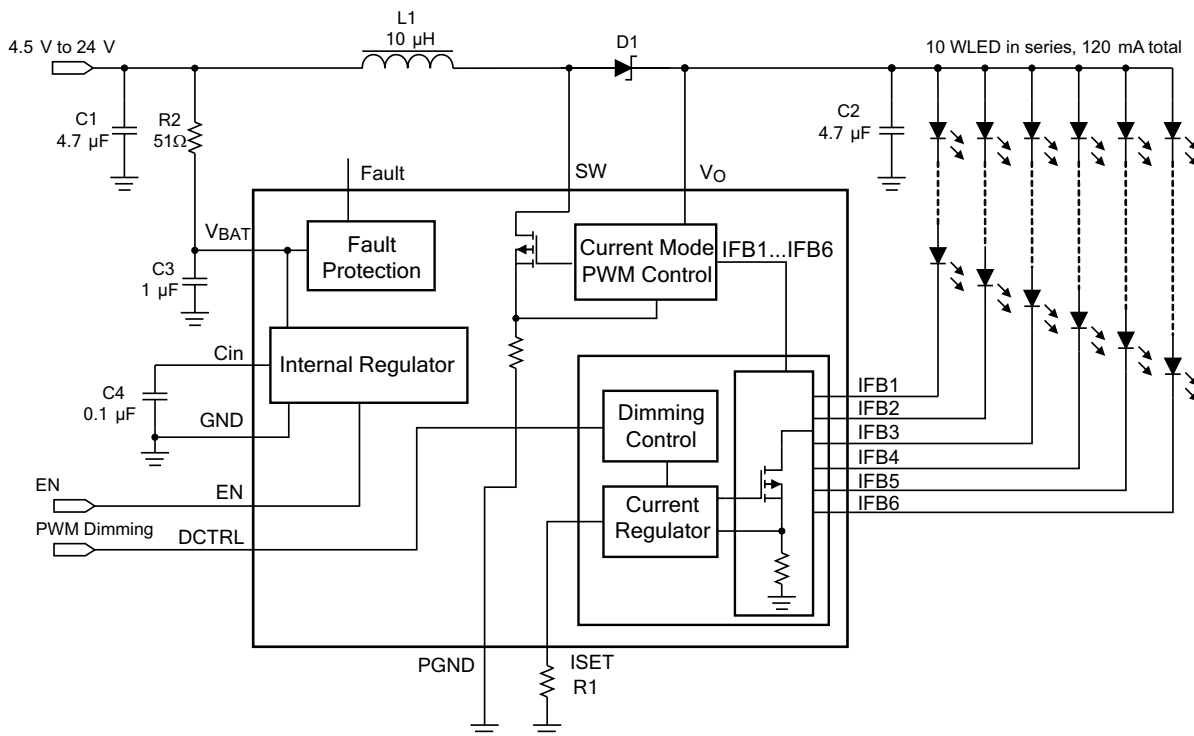 L1
10 µH
4.5 V to 24 V
D1
10 WLED in series, 120 mA total
C1
4.7 µF
R2
51Ω
C2
4.7 µF
Fault
SW
VO
VBAT
Fault
Protection
Current Mode
PWM Control
IFB1...IFB6
C3
1 µF
Cin
Internal Regulator
C4
0.1 µF
GND
Dimming
Control
IFB1
IFB2
IFB3
IFB4
IFB5
IFB6
EN
EN
Current
Regulator
PWM Dimming
DCTRL
PGND
ISET
R1